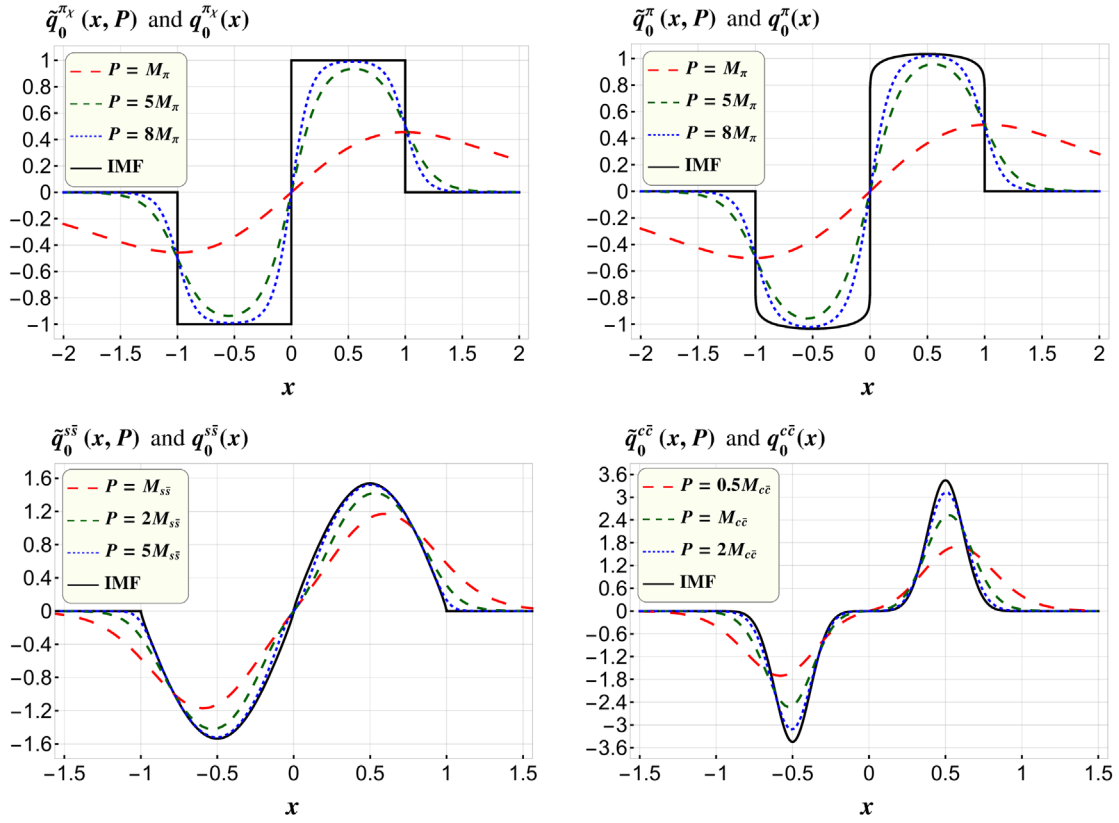 q̃₀^{π_χ} (x, P) and q₀^{π_χ}(x)
P = M_π
P = 5M_π
P = 8M_π
IMF
1
0.8
0.6
0.4
0.2
0
−0.2
−0.4
−0.6
−0.8
−1
−2 −1.5 −1 −0.5 0 0.5 1 1.5 2
x
q̃₀^π (x, P) and q₀^π(x)
P = M_π
P = 5M_π
P = 8M_π
IMF
1
0.8
0.6
0.4
0.2
0
−0.2
−0.4
−0.6
−0.8
−1
−2 −1.5 −1 −0.5 0 0.5 1 1.5 2
x
q̃₀^{ss̄} (x, P) and q₀^{ss̄}(x)
P = M_{ss̄}
P = 2M_{ss̄}
P = 5M_{ss̄}
IMF
1.6
1.2
0.8
0.4
0
−0.4
−0.8
−1.2
−1.6
−1.5 −1 −0.5 0 0.5 1 1.5
x
q̃₀^{cc̄} (x, P) and q₀^{cc̄}(x)
P = 0.5M_{cc̄}
P = M_{cc̄}
P = 2M_{cc̄}
IMF
3.6
3
2.4
1.8
1.2
0.6
0
−0.6
−1.2
−1.8
−2.4
−3
−3.6
−1.5 −1 −0.5 0 0.5 1 1.5
x